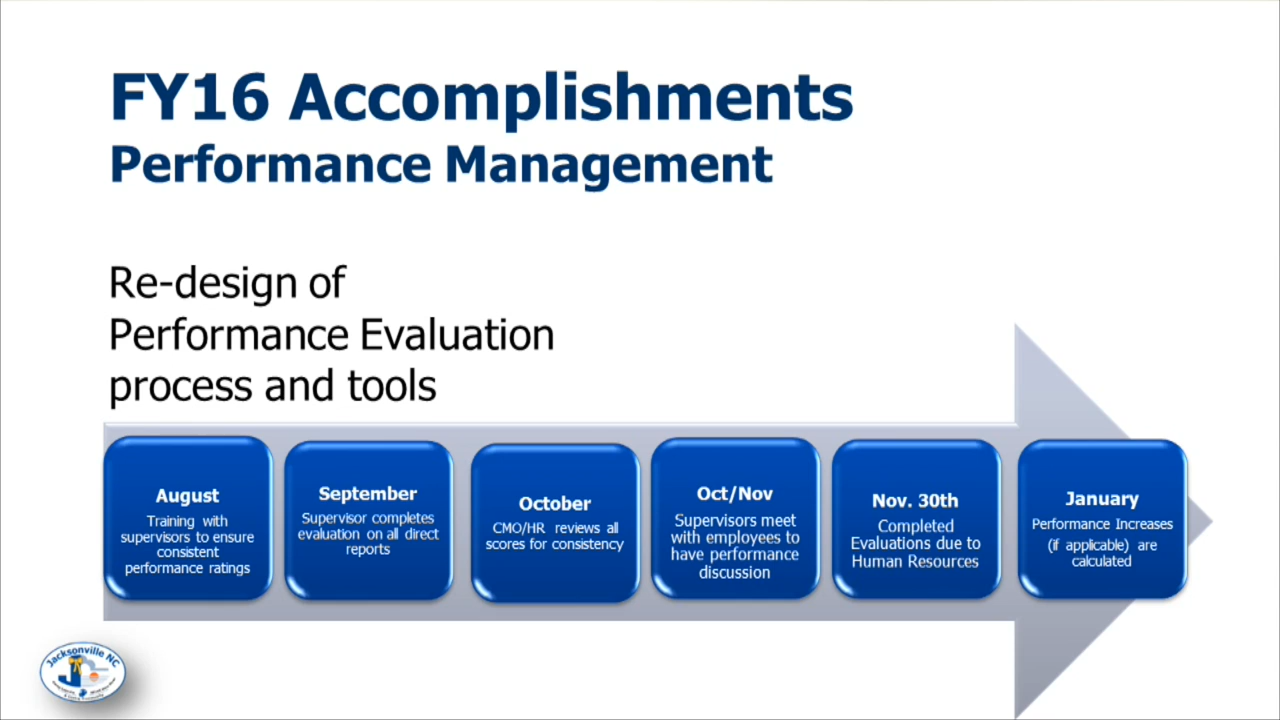 FY16 Accomplishments
Performance Management
Re-design of
Performance Evaluation
process and tools
August
Training with
supervisors to ensure
consistent
performance ratings
September
Supervisor completes
evaluation on all direct
reports
October
CMO/HR reviews all
scores for consistency
Oct/Nov
Supervisors meet
with employees to
have performance
discussion
Nov. 30th
Completed
Evaluations due to
Human Resources
January
Performance Increases
(if applicable) are
calculated
Jacksonville NC